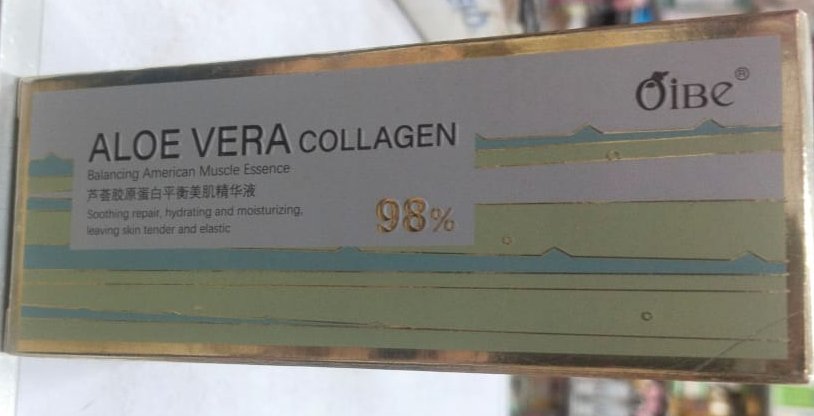 OiBe®
ALOE VERA COLLAGEN
Balancing American Muscle Essence
芦荟胶原蛋白平衡美肌精华液
Soothing repair, hydrating and moisturizing,
leaving skin tender and elastic
98%